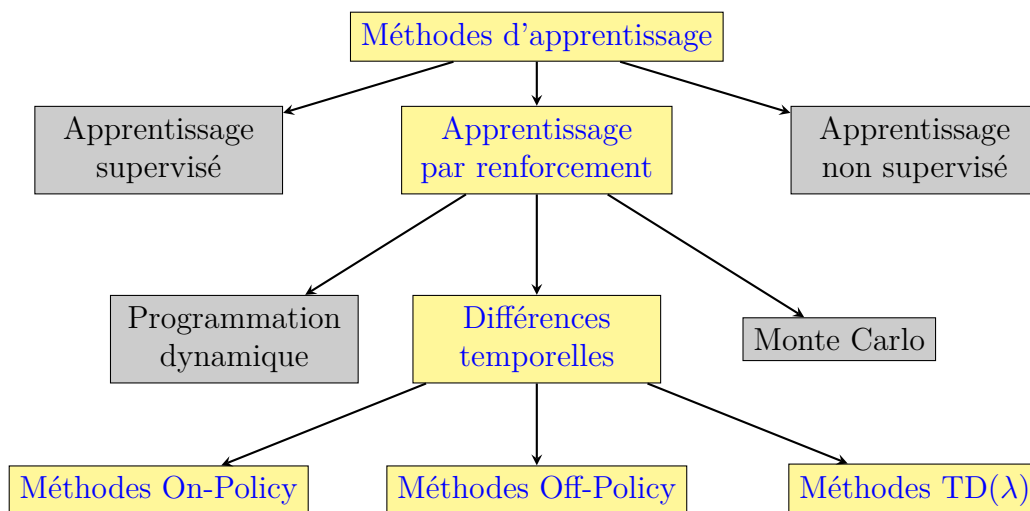 Méthodes d'apprentissage
Apprentissage
supervisé
Apprentissage
par renforcement
Apprentissage
non supervisé
Programmation
dynamique
Différences
temporelles
Monte Carlo
Méthodes On-Policy
Méthodes Off-Policy
Méthodes TD(λ)